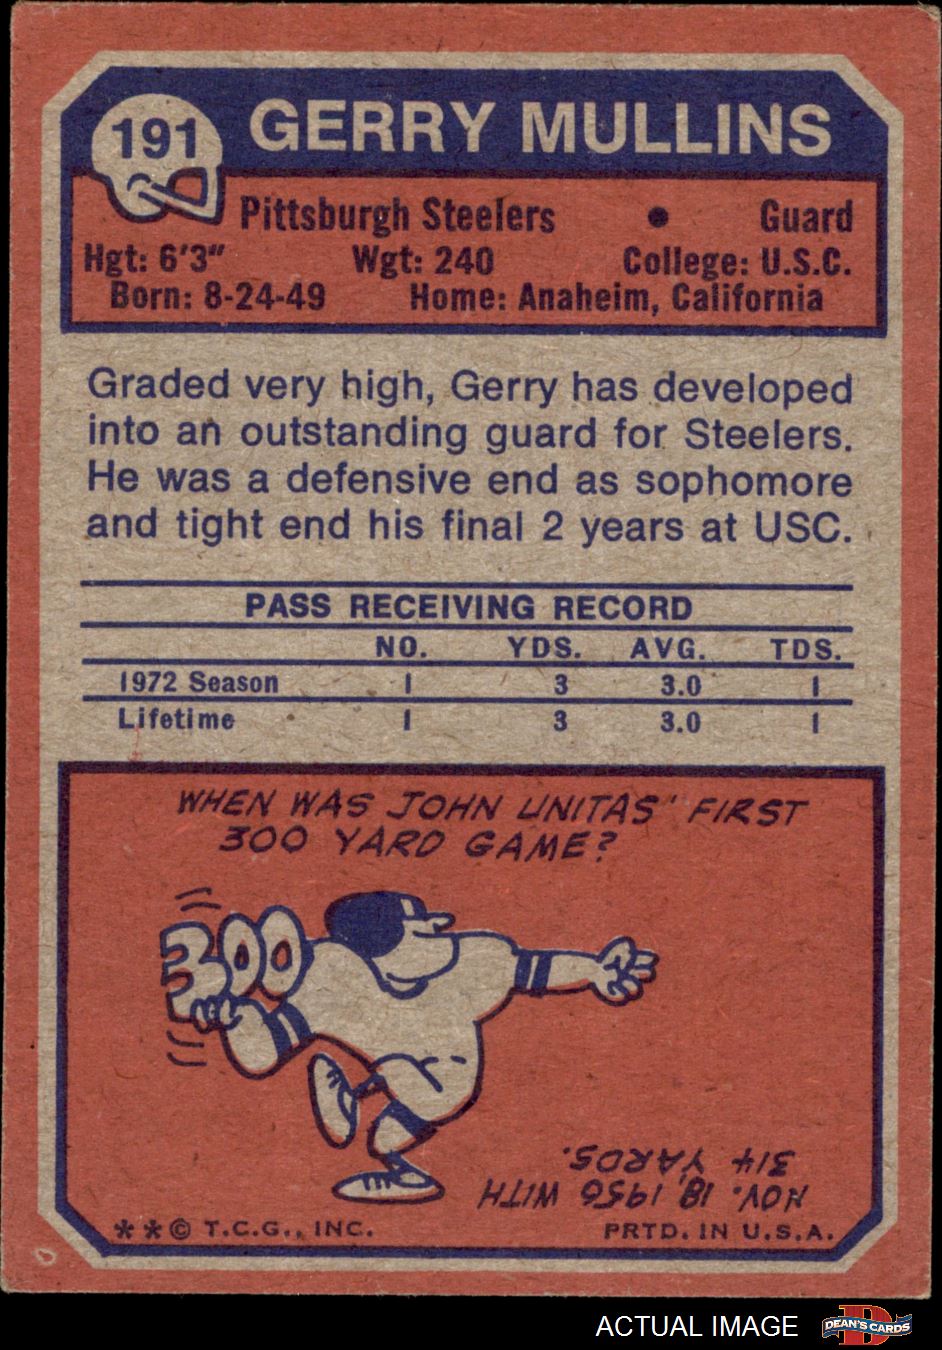 191 GERRY MULLINS
Pittsburgh Steelers • Guard
Hgt: 6'3" Wgt: 240 College: U.S.C.
Born: 8-24-49 Home: Anaheim, California
Graded very high, Gerry has developed
into an outstanding guard for Steelers.
He was a defensive end as sophomore
and tight end his final 2 years at USC.
PASS RECEIVING RECORD
NO. YDS. AVG. TDS.
1972 Season 1 3 3.0 1
Lifetime 1 3 3.0 1
WHEN WAS JOHN UNITAS' FIRST
300 YARD GAME?
300
NOV. 18, 1956 WITH
314 YARDS.
**© T.C.G., INC. PRTD. IN U.S.A.
ACTUAL IMAGE D DEAN'S CARDS